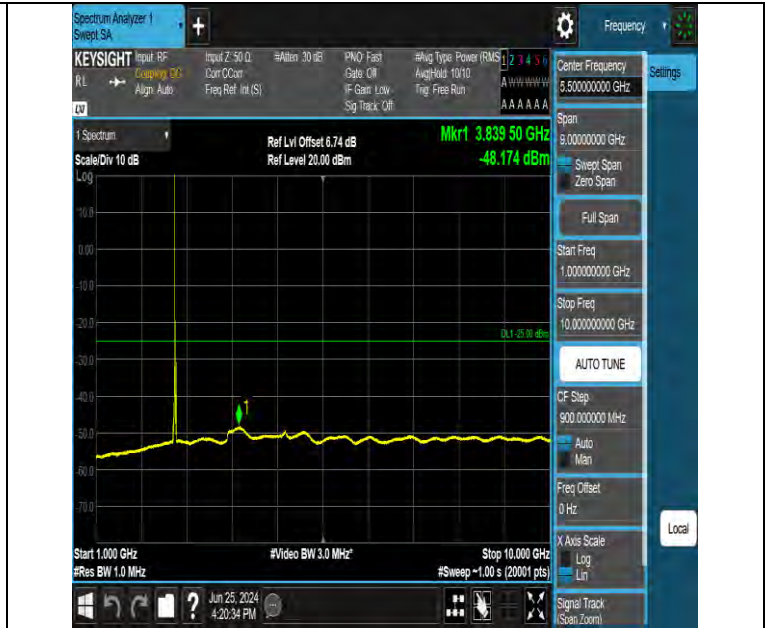 Spectrum Analyzer 1
Swept SA
Frequency
KEYSIGHT
Input: RF
Input Z: 50 Ω
#Atten: 30 dB
PNO: Fast
#Avg Type: Power (RMS
1 2 3 4 5 6
RL
Coupling: DC
Corr CCorr
Gate: Off
Avg|Hold: 10/10
A W W W W W
Align: Auto
Freq Ref: Int (S)
IF Gain: Low
Trig: Free Run
Sig Track: Off
A A A A A A
LXI
1 Spectrum
Ref Lvl Offset 6.74 dB
Mkr1 3.839 50 GHz
Scale/Div 10 dB
Ref Level 20.00 dBm
-48.174 dBm
Log
10.0
0.00
-10.0
-20.0
DL1 -25.00 dBm
-30.0
-40.0
1
-50.0
-60.0
-70.0
Start 1.000 GHz
#Video BW 3.0 MHz*
Stop 10.000 GHz
#Res BW 1.0 MHz
#Sweep ~1.00 s (20001 pts)
Jun 25, 2024
4:20:34 PM
Center Frequency
5.500000000 GHz
Settings
Span
9.00000000 GHz
Swept Span
Zero Span
Full Span
Start Freq
1.000000000 GHz
Stop Freq
10.000000000 GHz
AUTO TUNE
CF Step
900.000000 MHz
Auto
Man
Freq Offset
0 Hz
Local
X Axis Scale
Log
Lin
Signal Track
(Span Zoom)